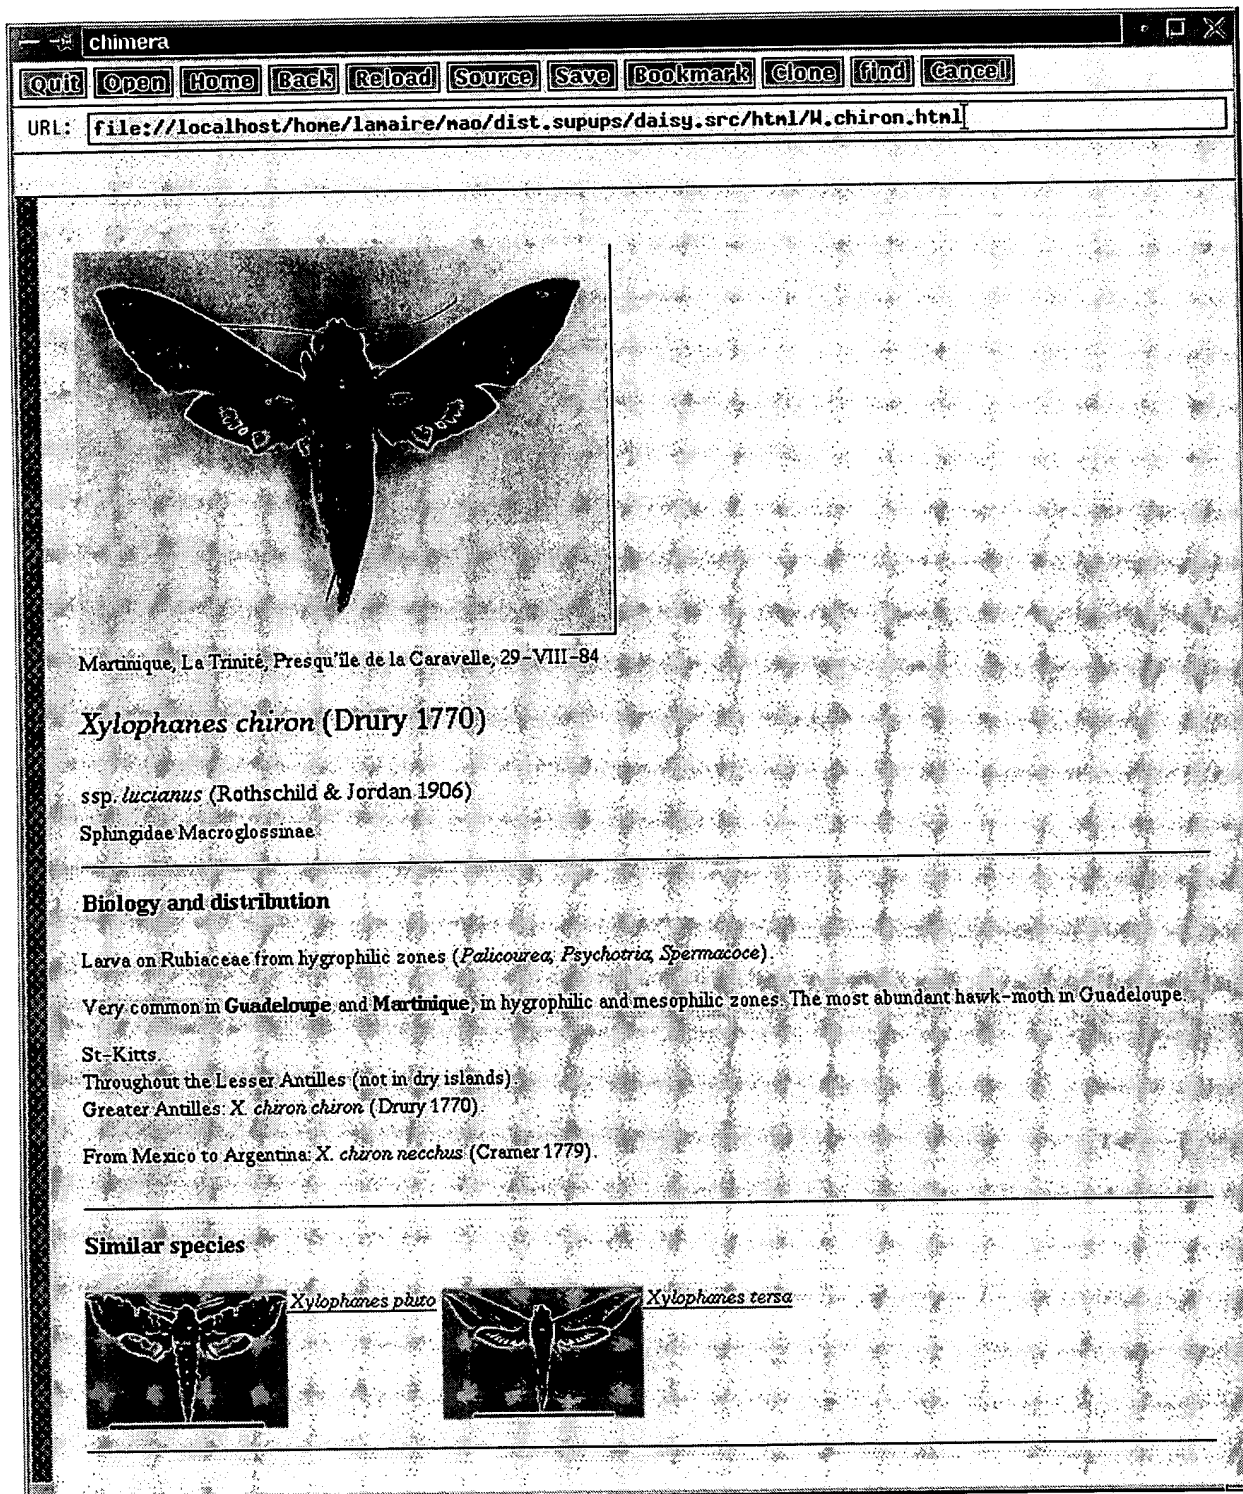 chimera
Quit Open Home Back Reload Source Save Bookmark Clone find Cancel
URL: file://localhost/home/lamaire/mao/dist.supups/daisy.src/html/W.chiron.html
Martinique, La Trinité, Presqu'île de la Caravelle, 29-VIII-84
Xylophanes chiron (Drury 1770)
ssp. lucianus (Rothschild & Jordan 1906)
Sphingidae Macroglossinae
Biology and distribution
Larva on Rubiaceae from hygrophilic zones (Palicourea, Psychotria, Spermacoce).
Very common in Guadeloupe and Martinique, in hygrophilic and mesophilic zones. The most abundant hawk-moth in Guadeloupe.
St-Kitts.
Throughout the Lesser Antilles (not in dry islands).
Greater Antilles: X. chiron chiron (Drury 1770).
From Mexico to Argentina: X. chiron necchus (Cramer 1779).
Similar species
Xylophanes pluto Xylophanes tersa